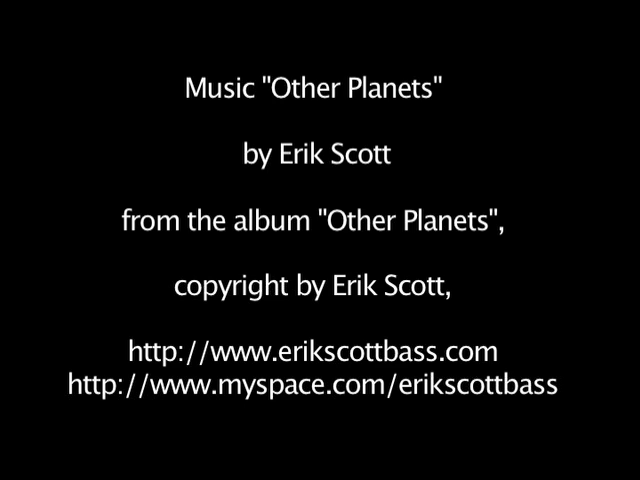 Music "Other Planets"
by Erik Scott
from the album "Other Planets",
copyright by Erik Scott,
http://www.erikscottbass.com
http://www.myspace.com/erikscottbass